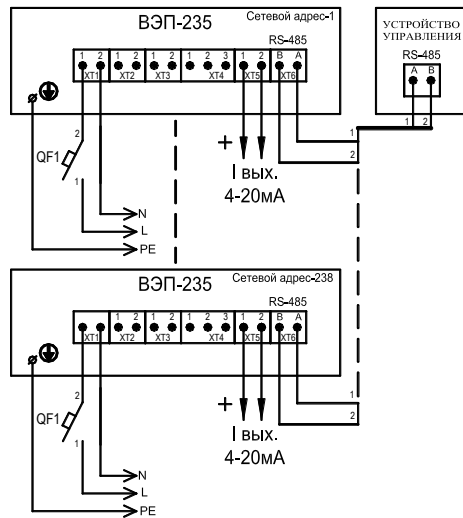 ВЭП-235 Сетевой адрес-1
RS-485
1 2 1 2 1 2 1 2 3 1 2 B A
XT1 XT2 XT3 XT4 XT5 XT6
УСТРОЙСТВО
УПРАВЛЕНИЯ
RS-485
A B
1 2
1
2
2
QF1
1
+
I вых.
4-20мА
N
L
PE
ВЭП-235 Сетевой адрес-238
RS-485
1 2 1 2 1 2 1 2 3 1 2 B A
XT1 XT2 XT3 XT4 XT5 XT6
1
2
2
QF1
1
+
I вых.
4-20мА
N
L
PE